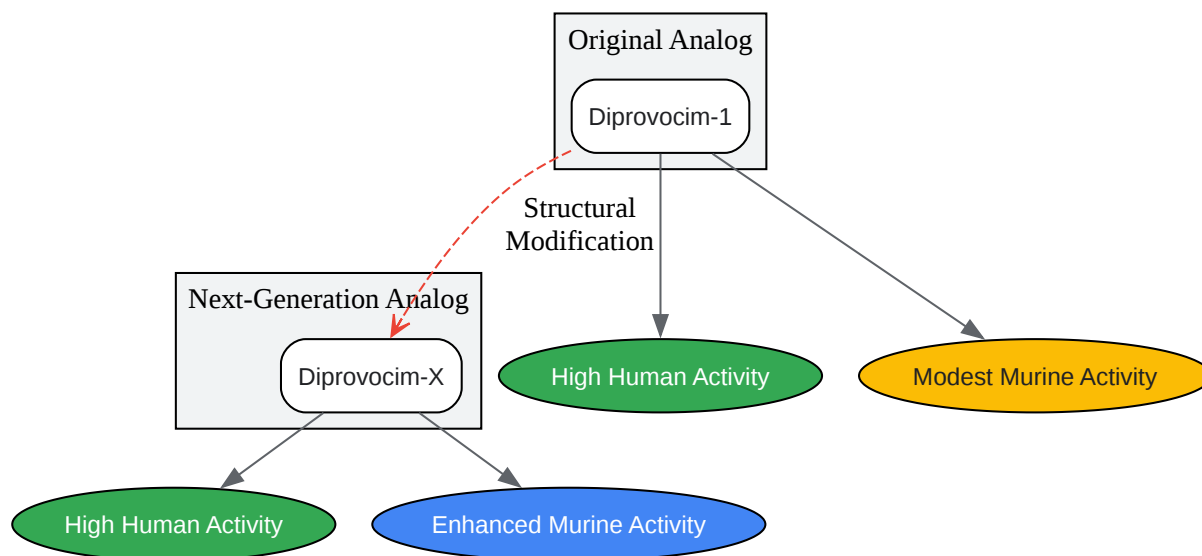 Original Analog
Diprovocim-1
Structural
Modification
Next-Generation Analog
Diprovocim-X
High Human Activity
Modest Murine Activity
High Human Activity
Enhanced Murine Activity